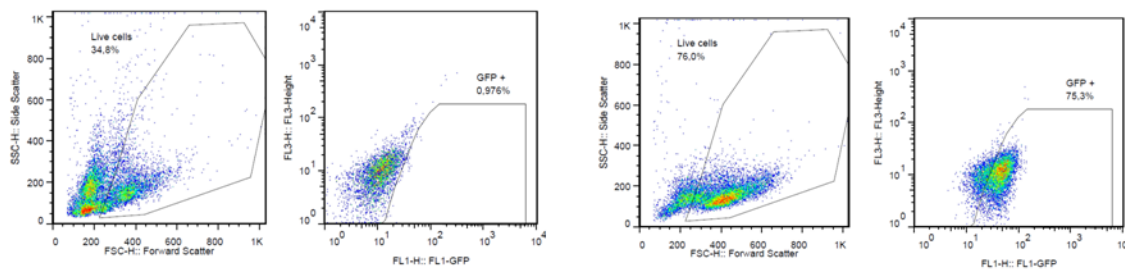 Live cells
34,8%
1K
800
600
400
200
0
SSC-H:: Side Scatter
0 200 400 600 800 1K
FSC-H:: Forward Scatter
GFP +
0,976%
10^4
10^3
10^2
10^1
10^0
FL3-H:: FL3-Height
10^0 10^1 10^2 10^3 10^4
FL1-H:: FL1-GFP
Live cells
76,0%
1K
800
600
400
200
0
SSC-H:: Side Scatter
0 200 400 600 800 1K
FSC-H:: Forward Scatter
GFP +
75,3%
10^4
10^3
10^2
10^1
10^0
FL3-H:: FL3-Height
10^0 10^1 10^2 10^3 10^4
FL1-H:: FL1-GFP